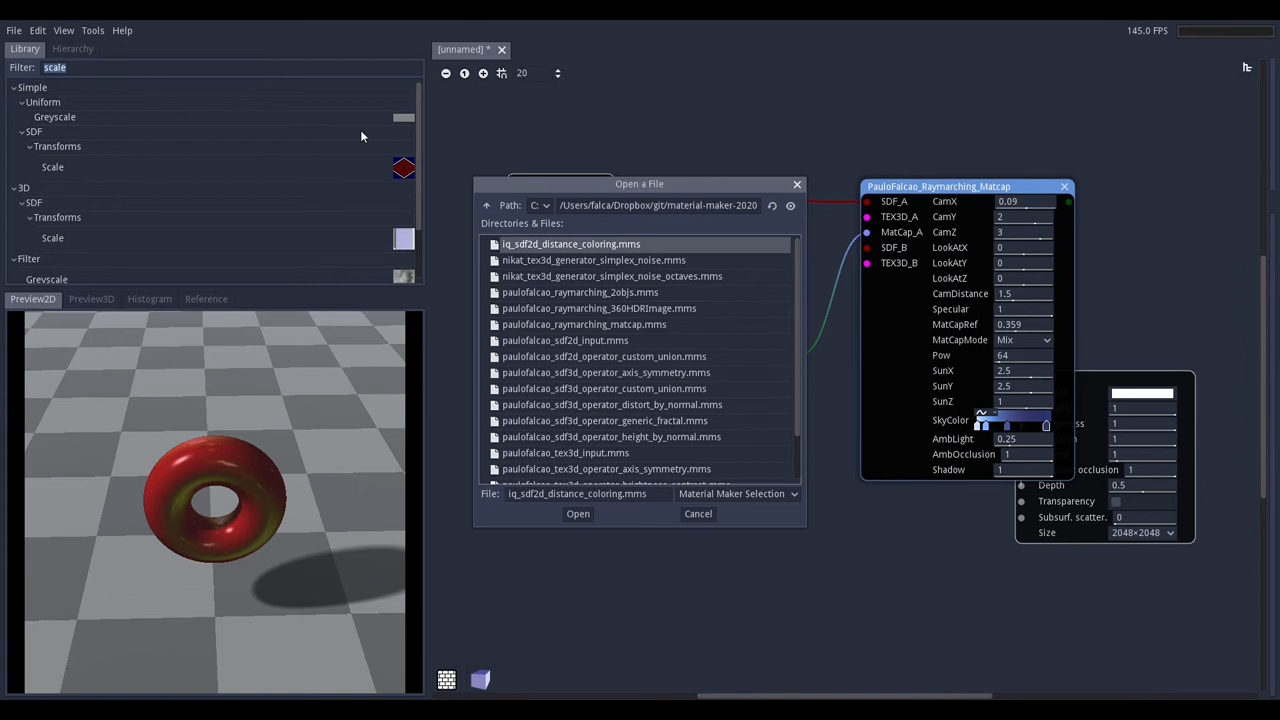 File Edit View Tools Help
145.0 FPS
Library Hierarchy
[unnamed] *
Filter: scale
20
Simple
Uniform
Greyscale
SDF
Transforms
Scale
3D
SDF
Transforms
Scale
Filter
Greyscale
Preview2D Preview3D Histogram Reference
Open a File
Path: C: /Users/falca/Dropbox/git/material-maker-2020
Directories & Files:
iq_sdf2d_distance_coloring.mms
nikat_tex3d_generator_simplex_noise.mms
nikat_tex3d_generator_simplex_noise_octaves.mms
paulofalcao_raymarching_2objs.mms
paulofalcao_raymarching_360HDRImage.mms
paulofalcao_raymarching_matcap.mms
paulofalcao_sdf2d_input.mms
paulofalcao_sdf2d_operator_custom_union.mms
paulofalcao_sdf3d_operator_axis_symmetry.mms
paulofalcao_sdf3d_operator_custom_union.mms
paulofalcao_sdf3d_operator_distort_by_normal.mms
paulofalcao_sdf3d_operator_generic_fractal.mms
paulofalcao_sdf3d_operator_height_by_normal.mms
paulofalcao_tex3d_input.mms
paulofalcao_tex3d_operator_axis_symmetry.mms
paulofalcao_tex3d_operator_brightness_contrast.mms
File: iq_sdf2d_distance_coloring.mms Material Maker Selection
Open Cancel
PauloFalcao_Raymarching_Matcap
SDF_A CamX 0.09
TEX3D_A CamY 2
MatCap_A CamZ 3
SDF_B LookAtX 0
TEX3D_B LookAtY 0
LookAtZ 0
CamDistance 1.5
Specular 1
MatCapRef 0.359
MatCapMode Mix
Pow 64
SunX 2.5
SunY 2.5
SunZ 1
SkyColor
AmbLight 0.25
AmbOcclusion 1
Shadow 1
1
1
1
1
occlusion 1
Depth 0.5
Transparency
Subsurf. scatter. 0
Size 2048×2048